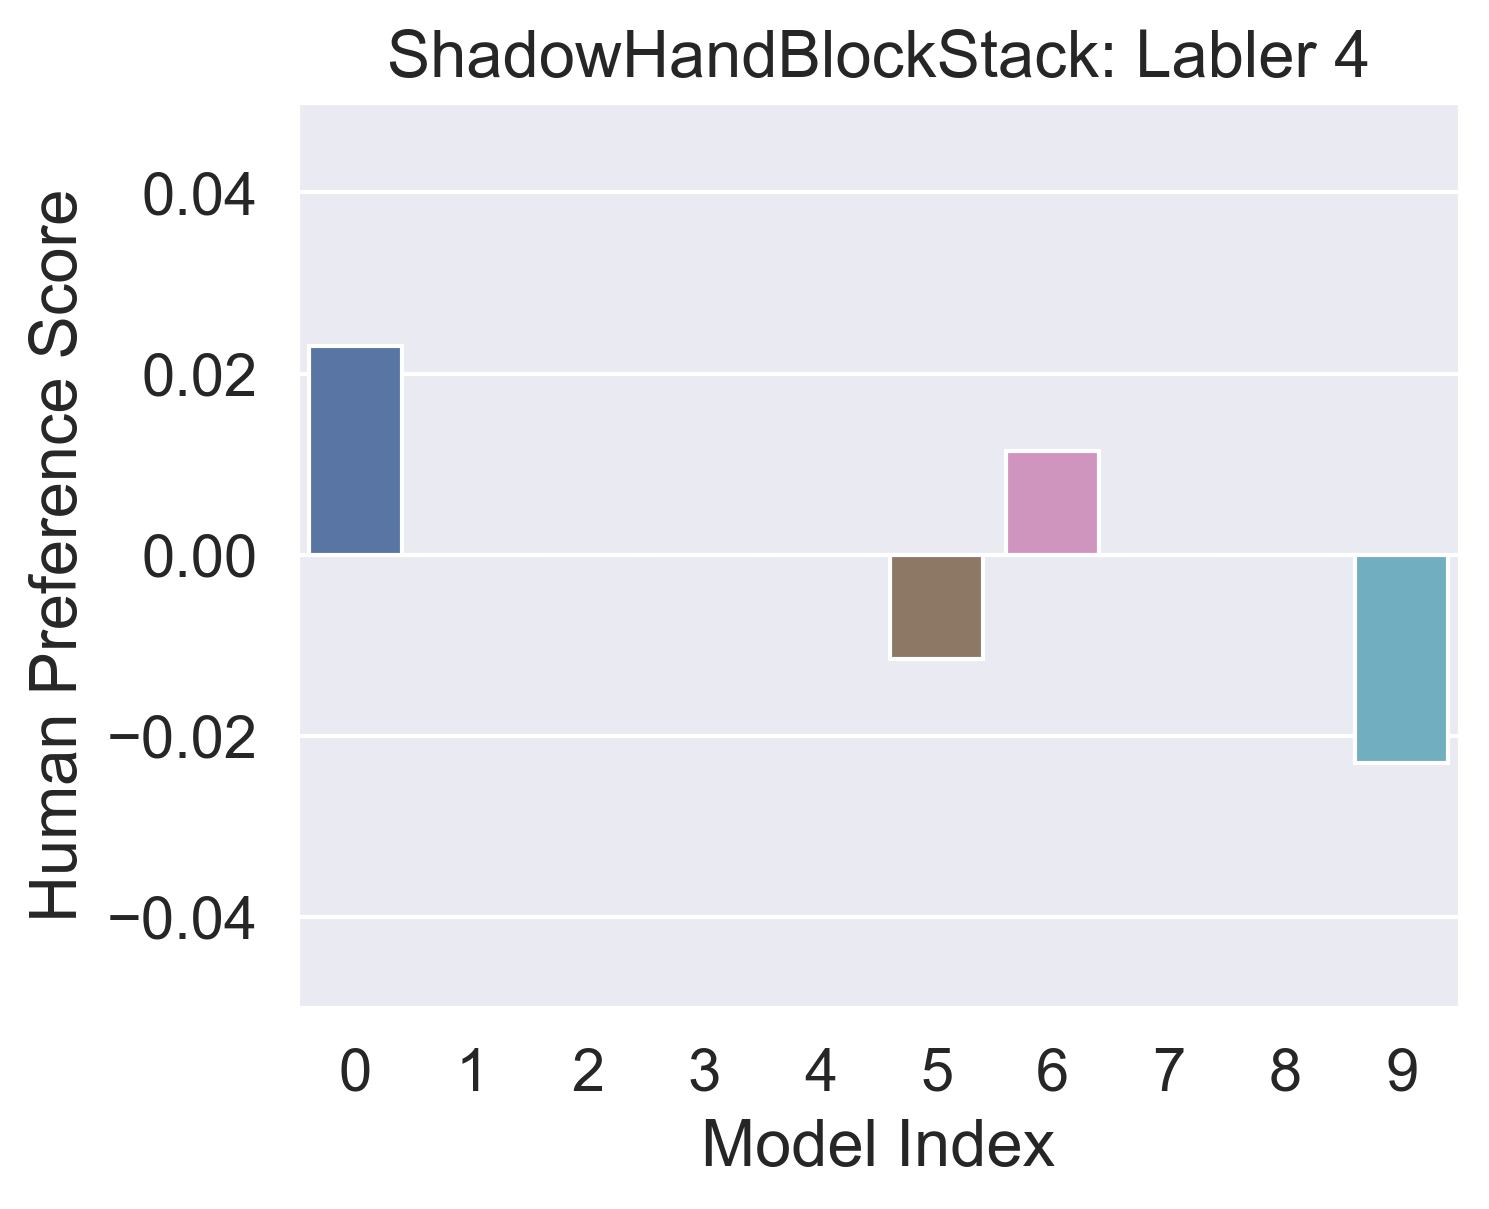 ShadowHandBlockStack: Labler 4
Human Preference Score
0.04
0.02
0.00
−0.02
−0.04
0 1 2 3 4 5 6 7 8 9
Model Index